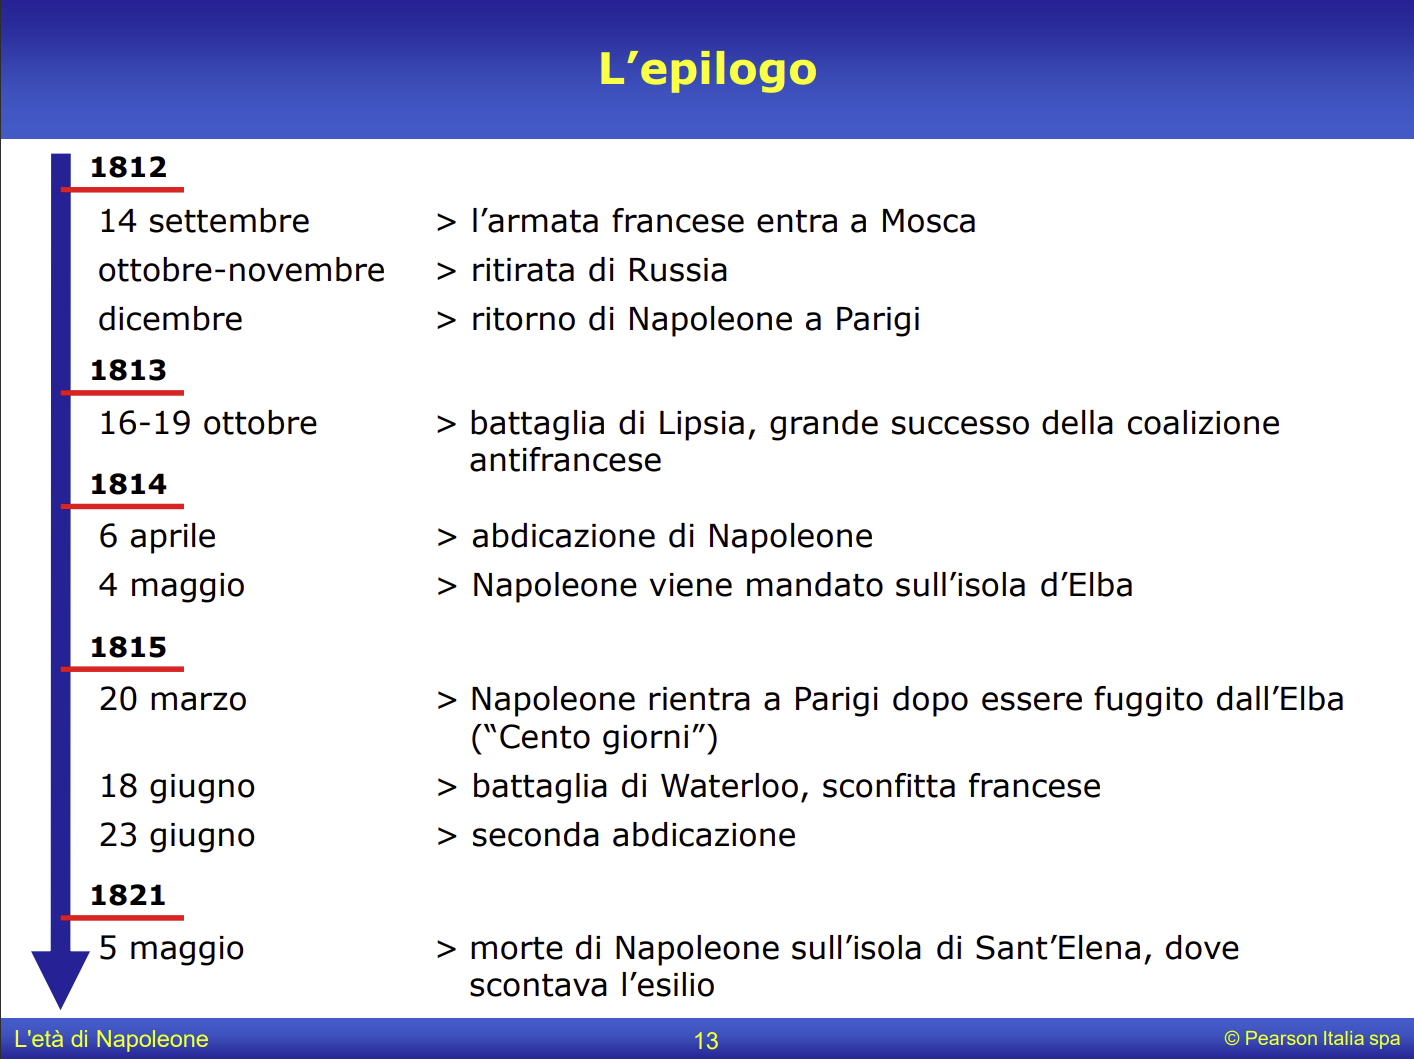 L’epilogo
1812
14 settembre > l’armata francese entra a Mosca
ottobre-novembre > ritirata di Russia
dicembre > ritorno di Napoleone a Parigi
1813
16-19 ottobre > battaglia di Lipsia, grande successo della coalizione
antifrancese
1814
6 aprile > abdicazione di Napoleone
4 maggio > Napoleone viene mandato sull’isola d’Elba
1815
20 marzo > Napoleone rientra a Parigi dopo essere fuggito dall’Elba
(“Cento giorni”)
18 giugno > battaglia di Waterloo, sconfitta francese
23 giugno > seconda abdicazione
1821
5 maggio > morte di Napoleone sull’isola di Sant’Elena, dove
scontava l’esilio
L'età di Napoleone 13 © Pearson Italia spa